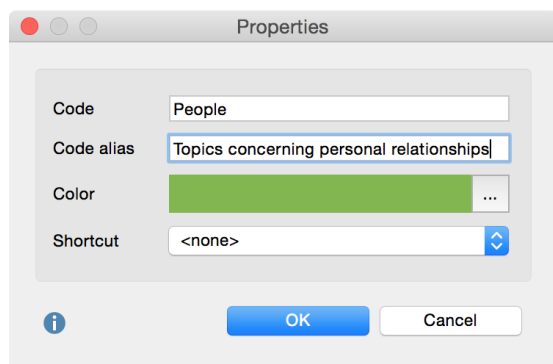 Properties
Code People
Code alias Topics concerning personal relationships
Color ...
Shortcut <none>
OK Cancel